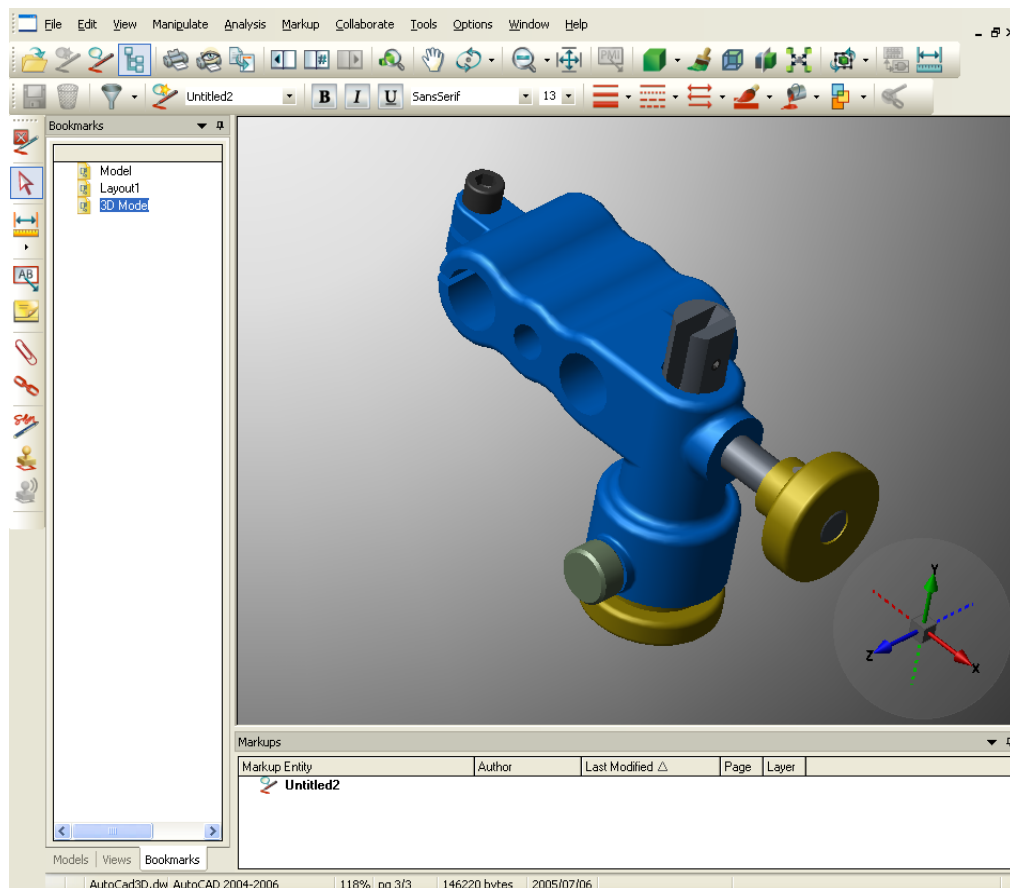 File Edit View Manipulate Analysis Markup Collaborate Tools Options Window Help
# PMI
Untitled2 B I U SansSerif 13
Bookmarks
Model
Layout1
3D Model
AB
Y
Z
X
Markups
Markup Entity Author Last Modified Page Layer
Untitled2
Models Views Bookmarks
AutoCad3D.dw AutoCAD 2004-2006 118% pg 3/3 146220 bytes 2005/07/06